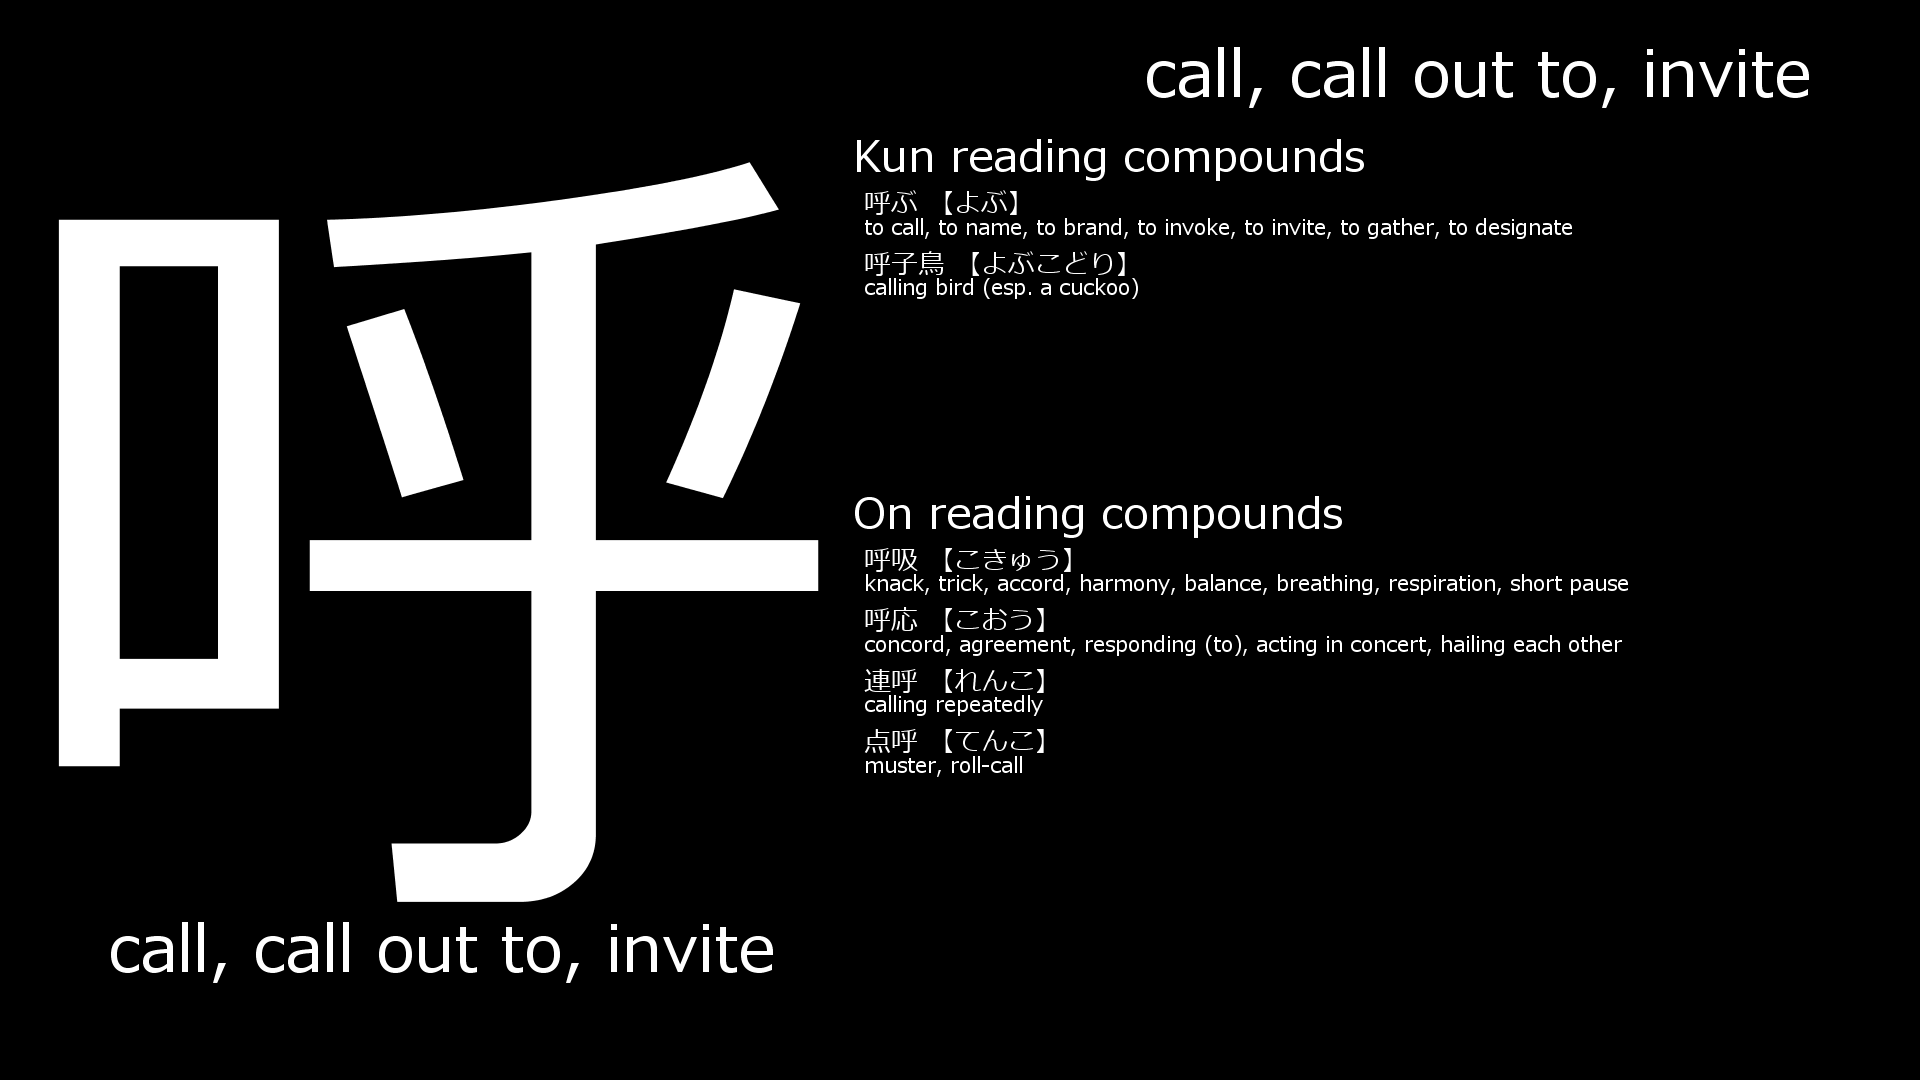 call, call out to, invite
呼
Kun reading compounds
呼ぶ 【よぶ】
to call, to name, to brand, to invoke, to invite, to gather, to designate
呼子鳥 【よぶこどり】
calling bird (esp. a cuckoo)
On reading compounds
呼吸 【こきゅう】
knack, trick, accord, harmony, balance, breathing, respiration, short pause
呼応 【こおう】
concord, agreement, responding (to), acting in concert, hailing each other
連呼 【れんこ】
calling repeatedly
点呼 【てんこ】
muster, roll-call
call, call out to, invite